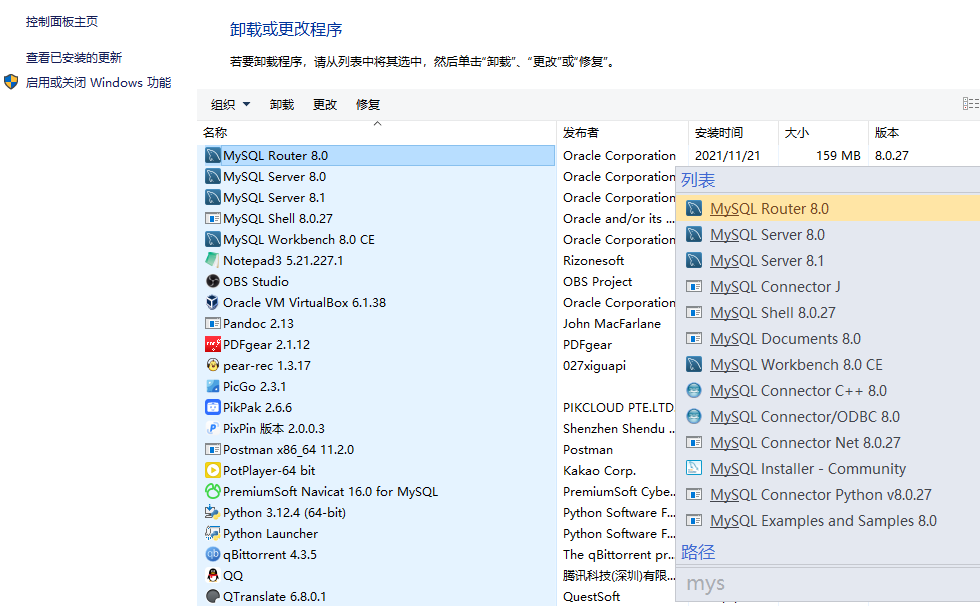 控制面板主页
查看已安装的更新
启用或关闭 Windows 功能
卸载或更改程序
若要卸载程序，请从列表中将其选中，然后单击“卸载”、“更改”或“修复”。
组织 卸载 更改 修复
名称 发布者 安装时间 大小 版本
MySQL Router 8.0 Oracle Corporation 2021/11/21 159 MB 8.0.27
MySQL Server 8.0 Oracle Corporation
MySQL Server 8.1 Oracle Corporation
MySQL Shell 8.0.27 Oracle and/or its ...
MySQL Workbench 8.0 CE Oracle Corporation
Notepad3 5.21.227.1 Rizonesoft
OBS Studio OBS Project
Oracle VM VirtualBox 6.1.38 Oracle Corporation
Pandoc 2.13 John MacFarlane
PDFgear 2.1.12 PDFgear
pear-rec 1.3.17 027xiguapi
PicGo 2.3.1
PikPak 2.6.6 PIKCLOUD PTE.LTD
PixPin 版本 2.0.0.3 Shenzhen Shendu ..
Postman x86_64 11.2.0 Postman
PotPlayer-64 bit Kakao Corp.
PremiumSoft Navicat 16.0 for MySQL PremiumSoft Cybe...
Python 3.12.4 (64-bit) Python Software F...
Python Launcher Python Software F...
qBittorrent 4.3.5 The qBittorrent pr...
QQ 腾讯科技(深圳)有限...
QTranslate 6.8.0.1 QuestSoft
列表
MySQL Router 8.0
MySQL Server 8.0
MySQL Server 8.1
MySQL Connector J
MySQL Shell 8.0.27
MySQL Documents 8.0
MySQL Workbench 8.0 CE
MySQL Connector C++ 8.0
MySQL Connector/ODBC 8.0
MySQL Connector Net 8.0.27
MySQL Installer - Community
MySQL Connector Python v8.0.27
MySQL Examples and Samples 8.0
路径
mys